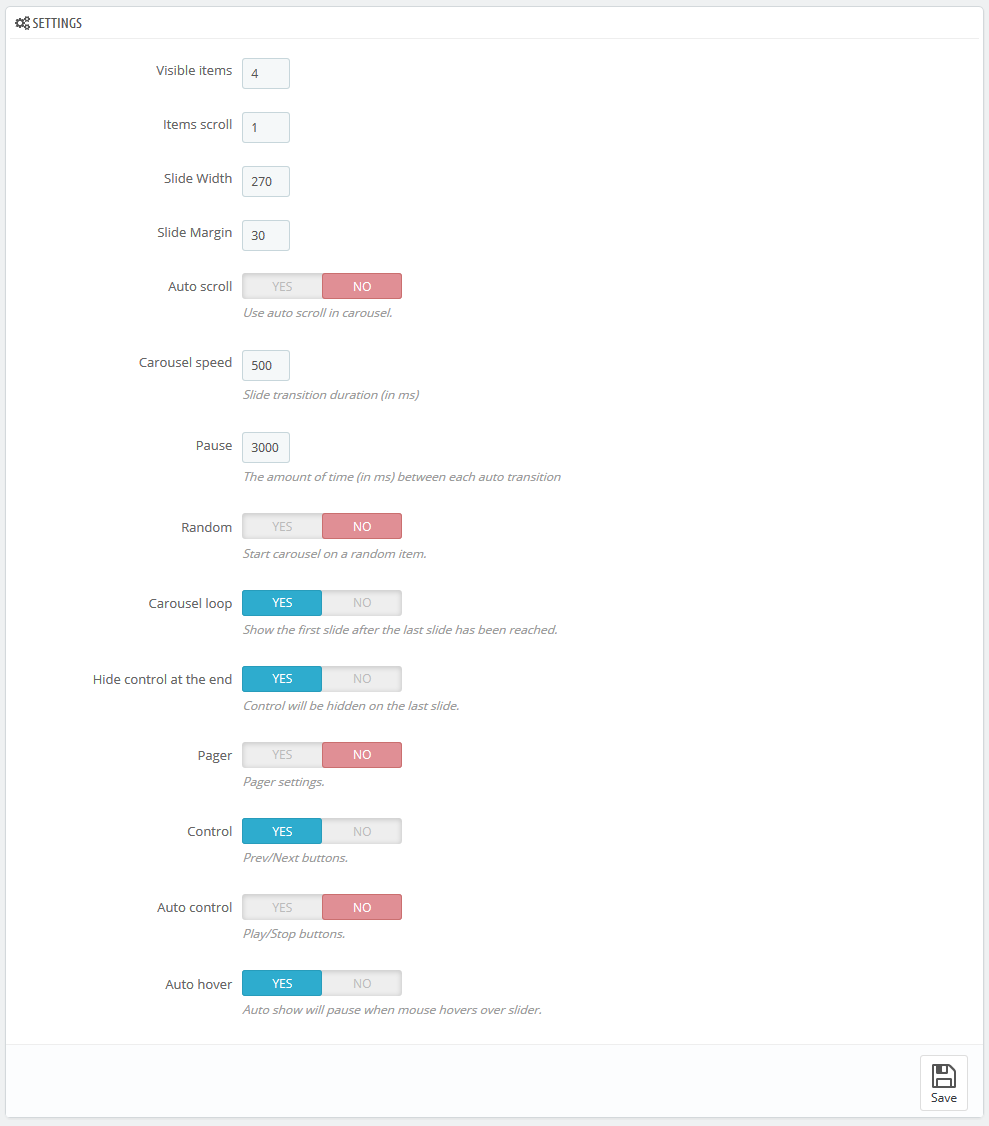 SETTINGS
Visible items 4
Items scroll 1
Slide Width 270
Slide Margin 30
Auto scroll YES NO
Use auto scroll in carousel.
Carousel speed 500
Slide transition duration (in ms)
Pause 3000
The amount of time (in ms) between each auto transition
Random YES NO
Start carousel on a random item.
Carousel loop YES NO
Show the first slide after the last slide has been reached.
Hide control at the end YES NO
Control will be hidden on the last slide.
Pager YES NO
Pager settings.
Control YES NO
Prev/Next buttons.
Auto control YES NO
Play/Stop buttons.
Auto hover YES NO
Auto show will pause when mouse hovers over slider.
Save